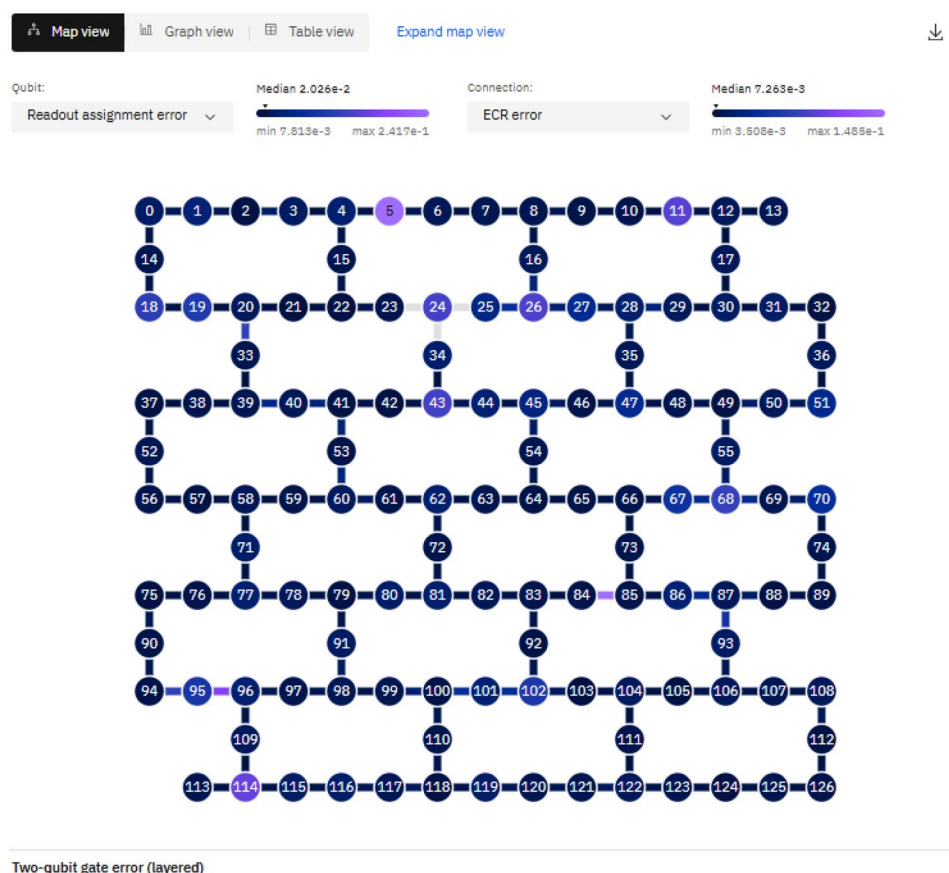 Map view Graph view Table view Expand map view
Qubit: Median 2.026e-2 Connection: Median 7.263e-3
Readout assignment error ECR error
min 7.813e-3 max 2.417e-1 min 3.508e-3 max 1.485e-1
0 1 2 3 4 5 6 7 8 9 10 11 12 13
14 15 16 17
18 19 20 21 22 23 24 25 26 27 28 29 30 31 32
33 34 35 36
37 38 39 40 41 42 43 44 45 46 47 48 49 50 51
52 53 54 55
56 57 58 59 60 61 62 63 64 65 66 67 68 69 70
71 72 73 74
75 76 77 78 79 80 81 82 83 84 85 86 87 88 89
90 91 92 93
94 95 96 97 98 99 100 101 102 103 104 105 106 107 108
109 110 111 112
113 114 115 116 117 118 119 120 121 122 123 124 125 126
Two-qubit gate error (layered)